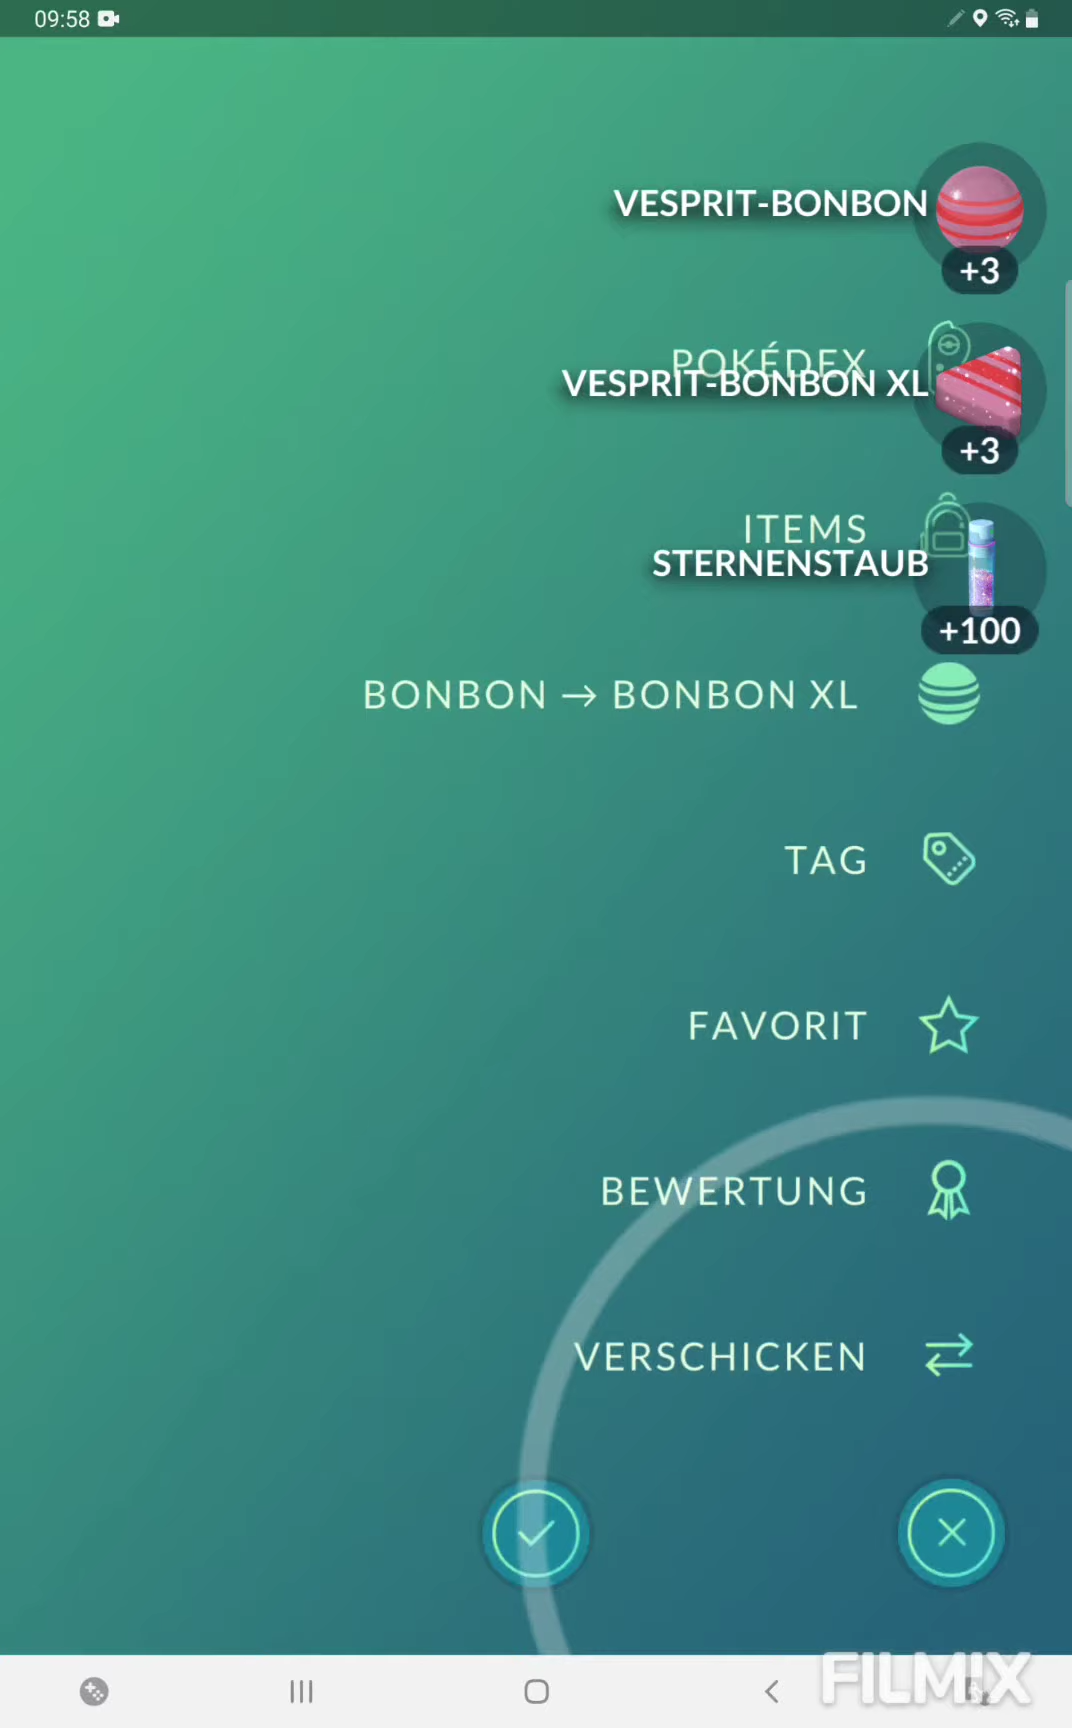 09:58
VESPRIT-BONBON
+3
POKÉDEX
VESPRIT-BONBON XL
+3
ITEMS
STERNENSTAUB
+100
BONBON → BONBON XL
TAG
FAVORIT
BEWERTUNG
VERSCHICKEN
FILMIX